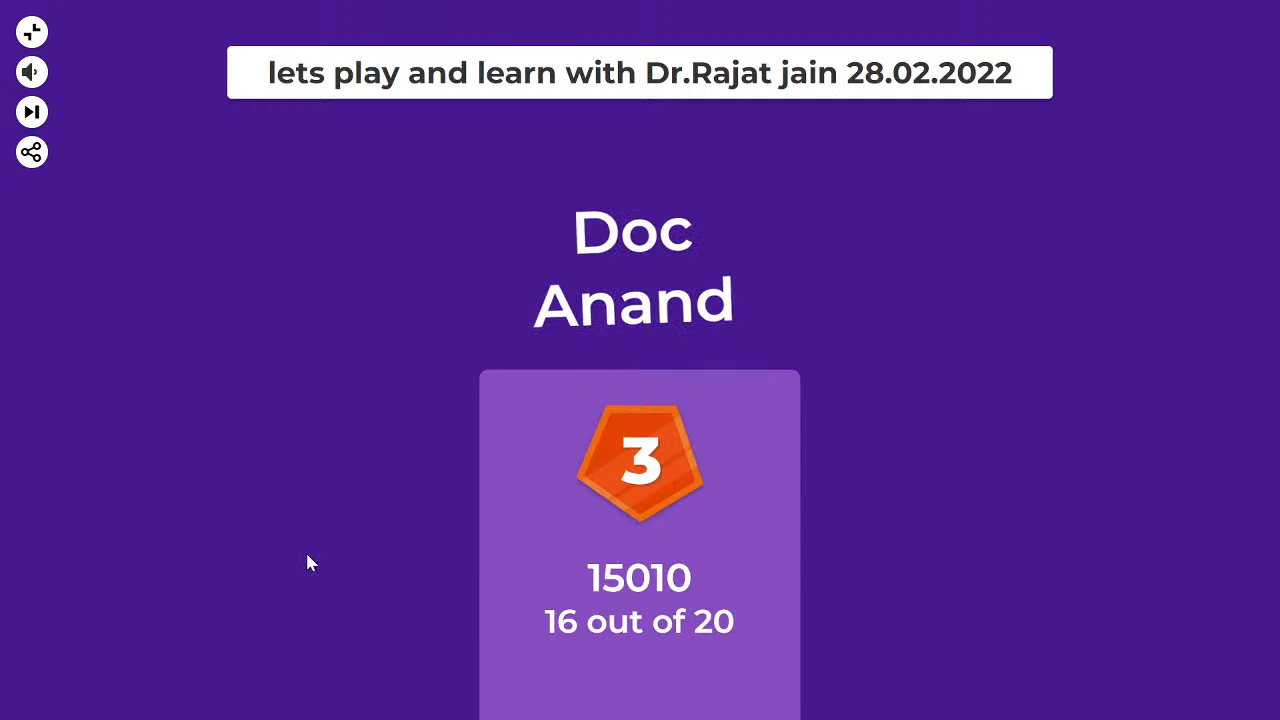 lets play and learn with Dr.Rajat jain 28.02.2022
Doc
Anand
3
15010
16 out of 20